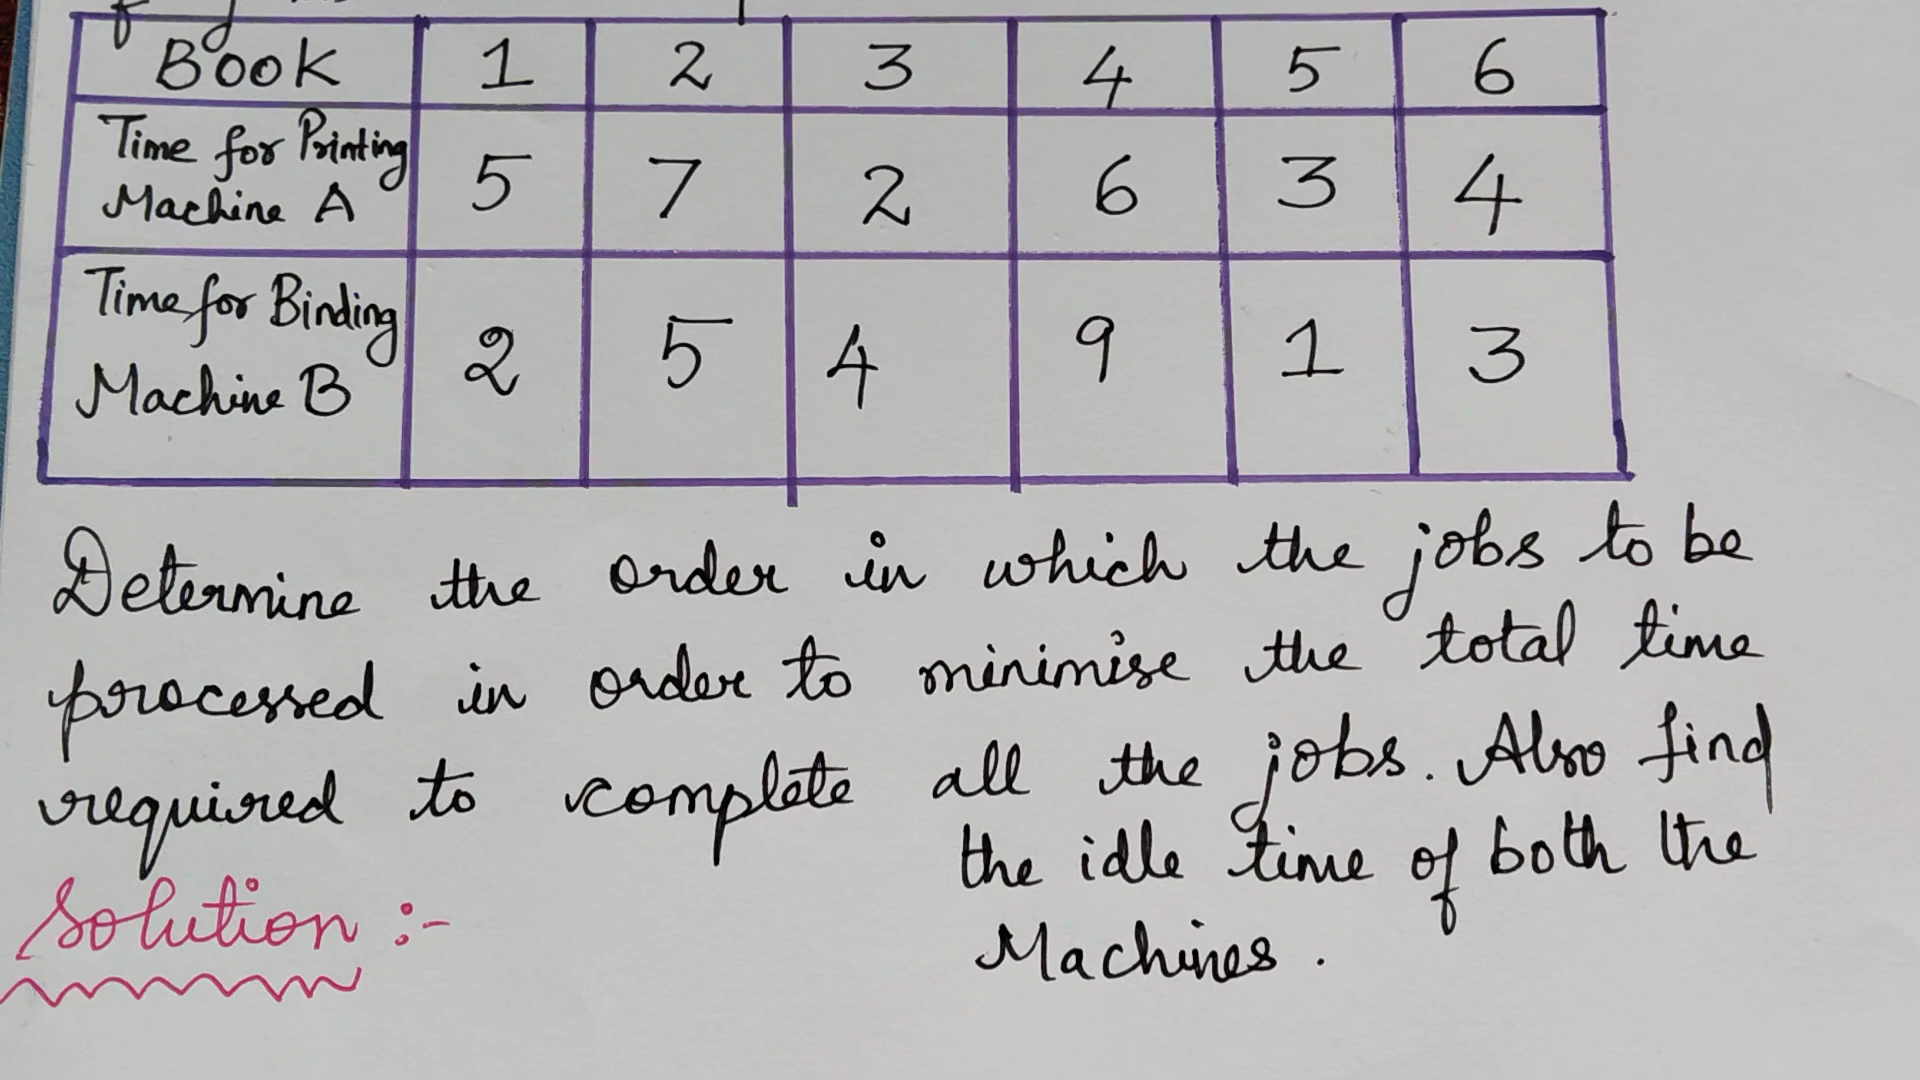 Book 1 2 3 4 5 6
Time for Printing
Machine A 5 7 2 6 3 4
Time for Binding
Machine B 2 5 4 9 1 3
Determine the order in which the jobs to be
processed in order to minimise the total time
required to complete all the jobs. Also find
the idle time of both the
Machines.
Solution :-